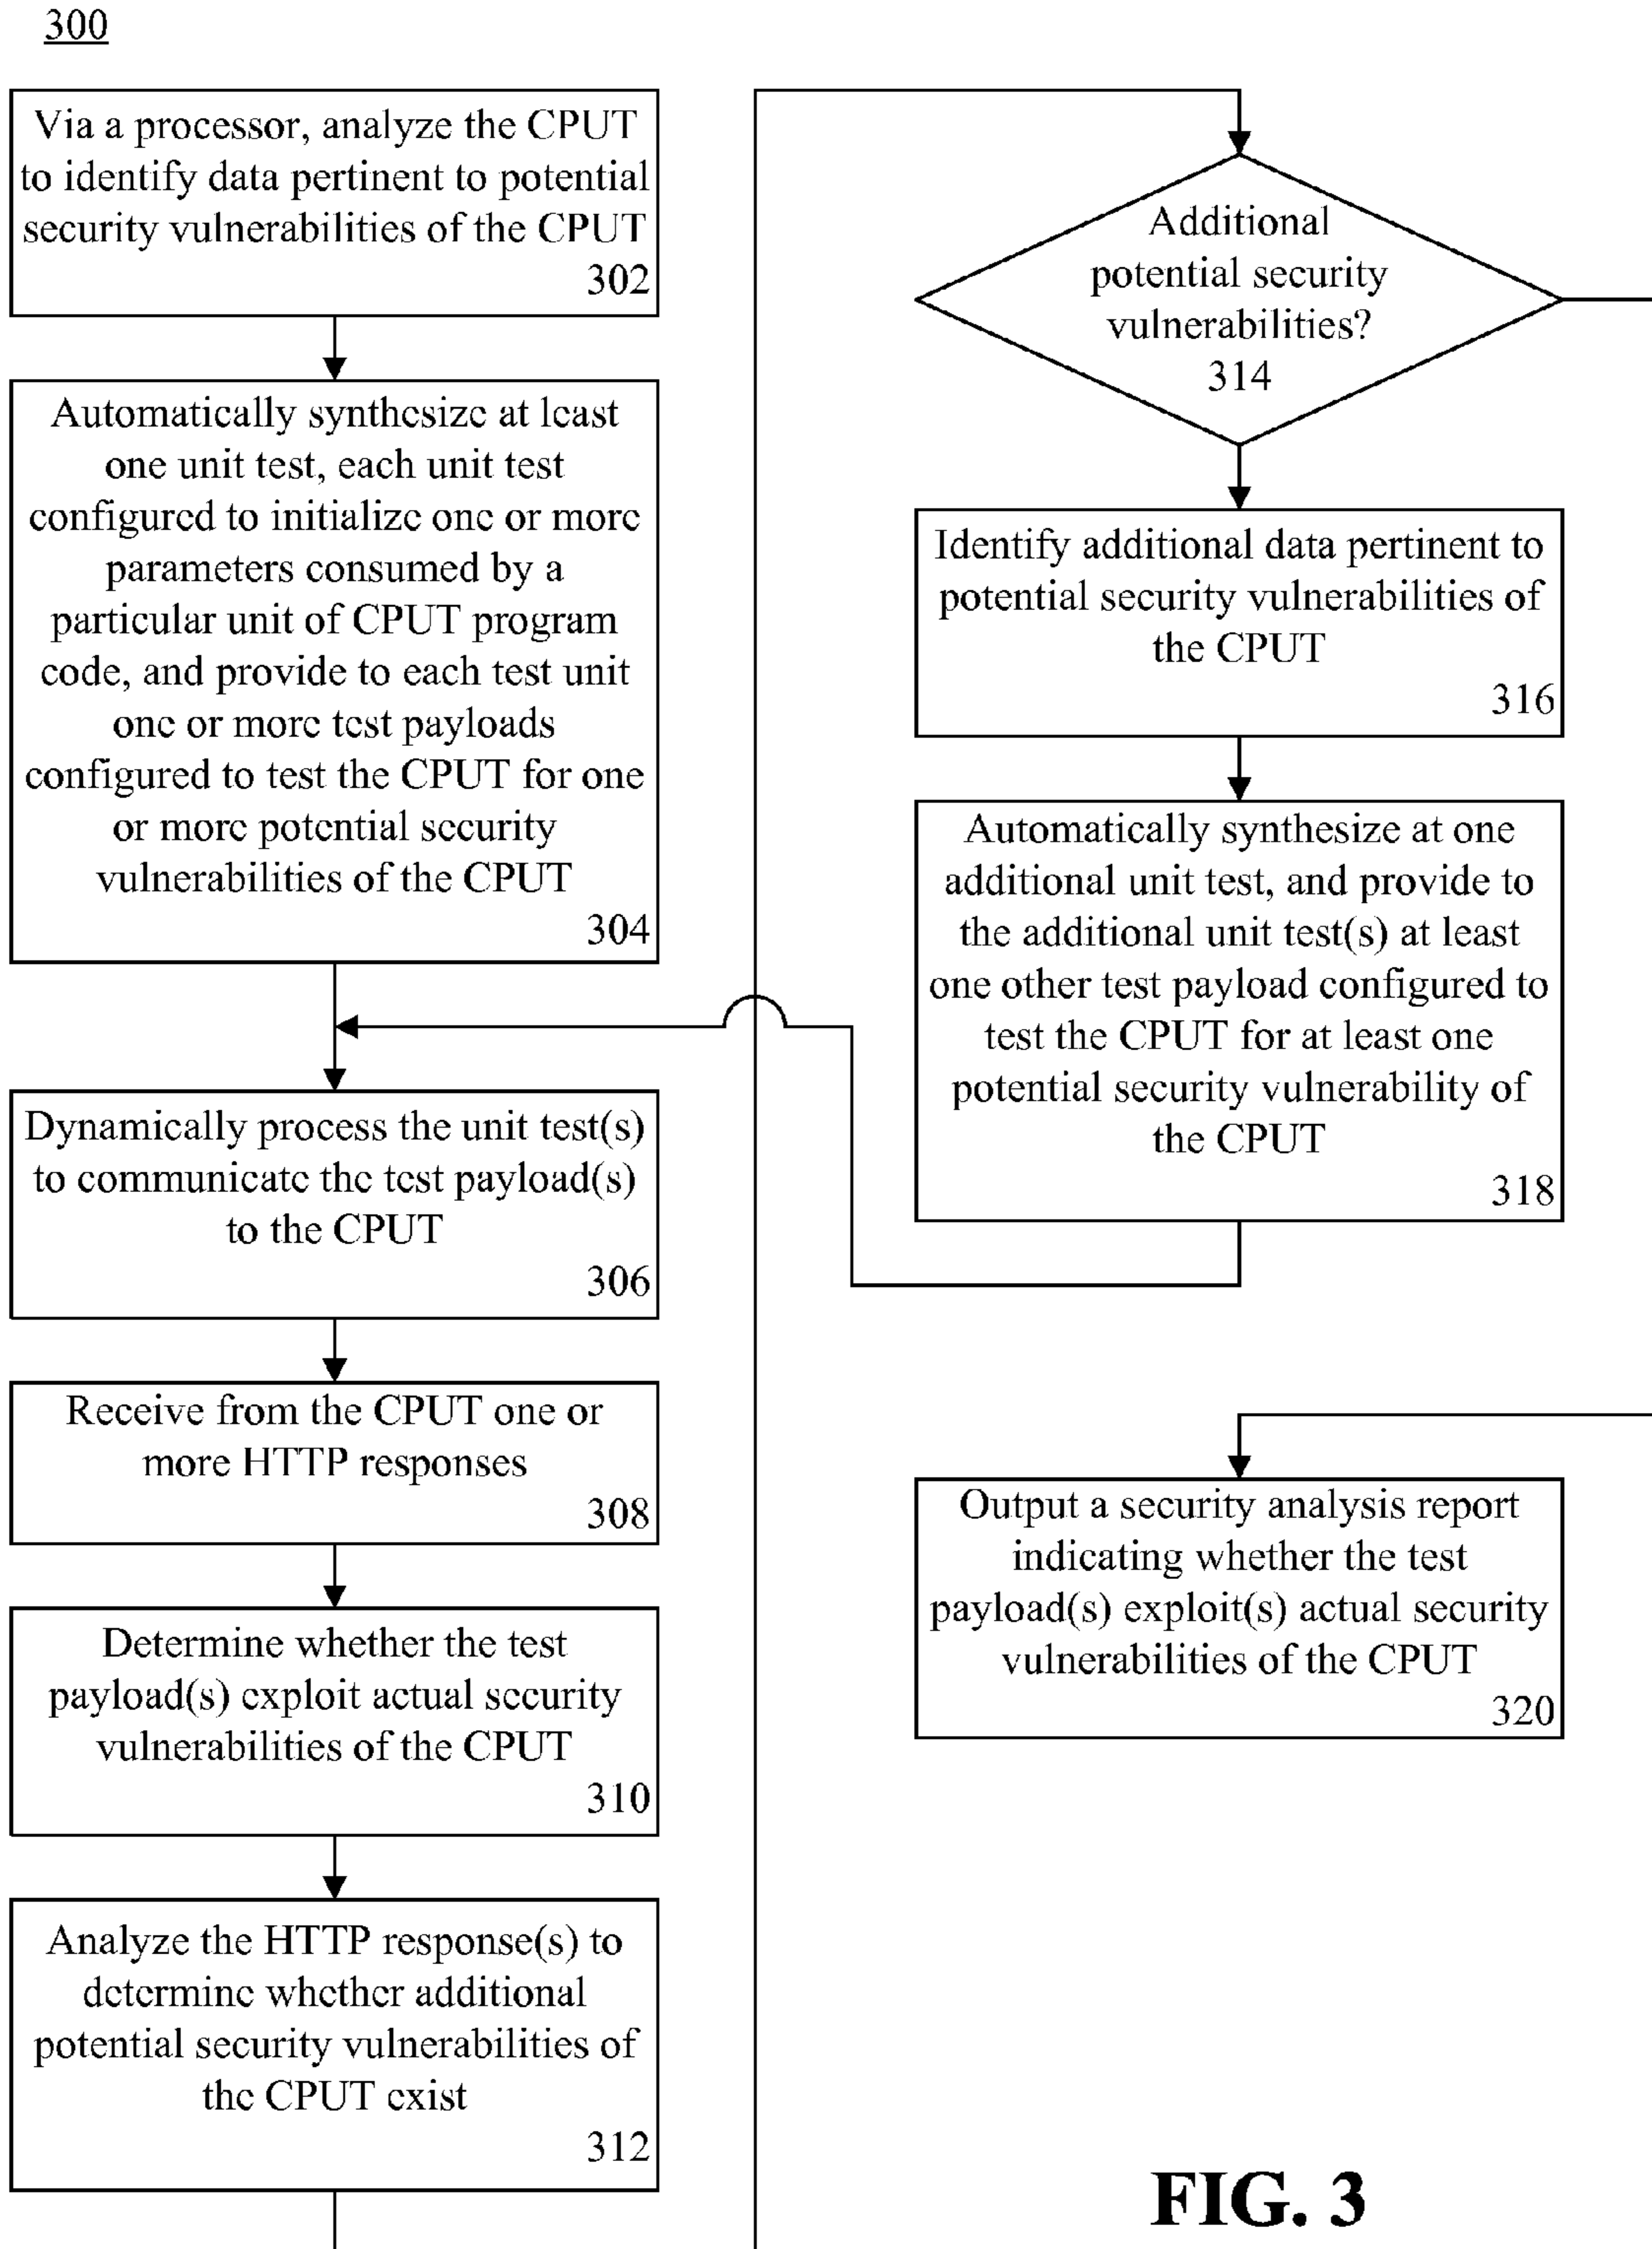 300
Via a processor, analyze the CPUT
to identify data pertinent to potential
security vulnerabilities of the CPUT
302
Automatically synthesize at least
one unit test, each unit test
configured to initialize one or more
parameters consumed by a
particular unit of CPUT program
code, and provide to each test unit
one or more test payloads
configured to test the CPUT for one
or more potential security
vulnerabilities of the CPUT
304
Dynamically process the unit test(s)
to communicate the test payload(s)
to the CPUT
306
Receive from the CPUT one or
more HTTP responses
308
Determine whether the test
payload(s) exploit actual security
vulnerabilities of the CPUT
310
Analyze the HTTP response(s) to
determine whether additional
potential security vulnerabilities of
the CPUT exist
312
Additional
potential security
vulnerabilities?
314
Identify additional data pertinent to
potential security vulnerabilities of
the CPUT
316
Automatically synthesize at one
additional unit test, and provide to
the additional unit test(s) at least
one other test payload configured to
test the CPUT for at least one
potential security vulnerability of
the CPUT
318
Output a security analysis report
indicating whether the test
payload(s) exploit(s) actual security
vulnerabilities of the CPUT
320
FIG. 3